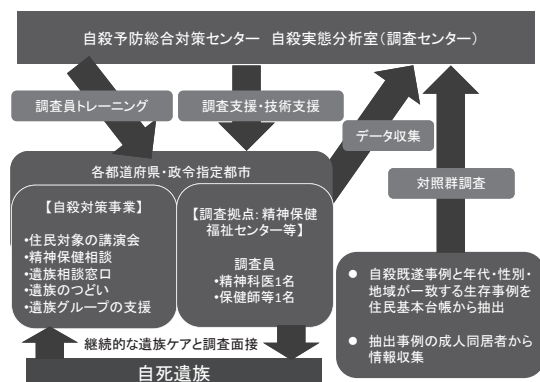 自殺予防総合対策センター 自殺実態分析室(調査センター)
調査員トレーニング
調査支援・技術支援
データ収集
対照群調査
各都道府県・政令指定都市
【自殺対策事業】
•住民対象の講演会
•精神保健相談
•遺族相談窓口
•遺族のつどい
•遺族グループの支援
【調査拠点:精神保健
福祉センター等】
調査員
•精神科医1名
•保健師等1名
● 自殺既遂事例と年代・性別・
地域が一致する生存事例を
住民基本台帳から抽出
● 抽出事例の成人同居者から
情報収集
継続的な遺族ケアと調査面接
自死遺族